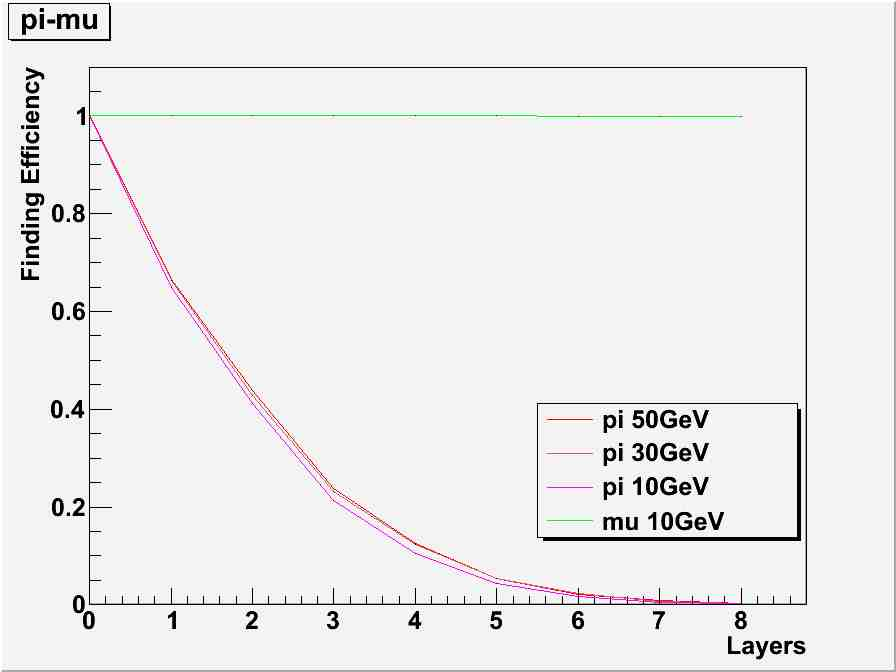 pi-mu
Finding Efficiency
1
0.8
0.6
0.4
0.2
0
0 1 2 3 4 5 6 7 8
Layers
pi 50GeV
pi 30GeV
pi 10GeV
mu 10GeV